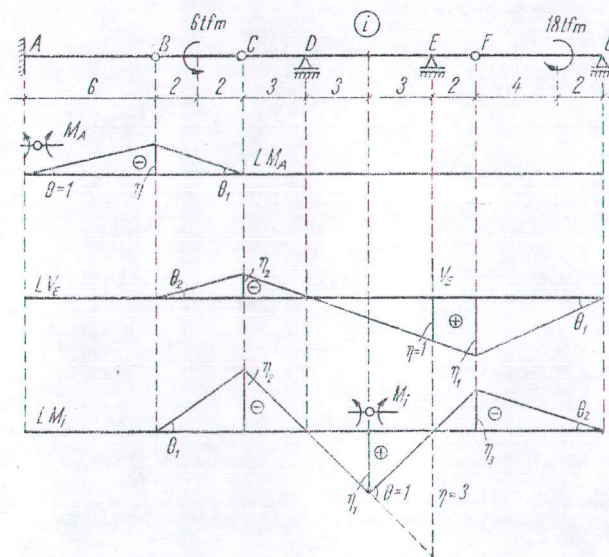 6tfm i 18tfm
A B C D E F
6 2 2 3 3 3 2 4 2
M_A
⊖ LM_A
θ=1 η₁ θ₁
η₂ V_E
LV_E θ₂ ⊖ ⊕ θ₁
η=1 η₁
η₂ M_i
LM_i ⊖ ⊖ θ₂
θ₁ ⊕ η₃
η₁ θ=1 η=3